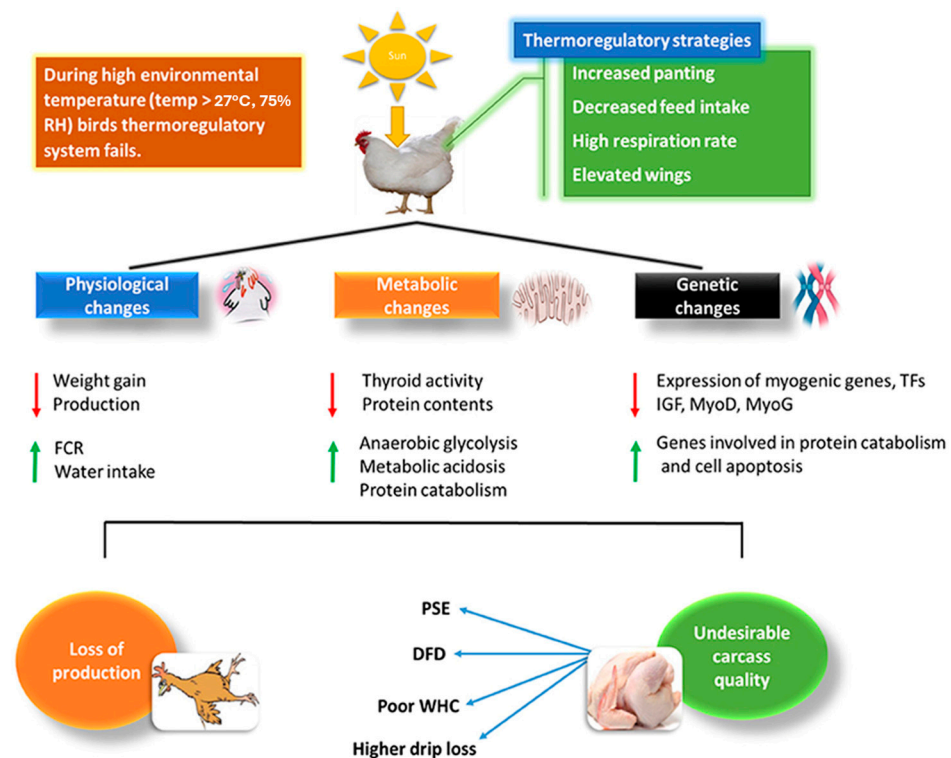 During high environmental
temperature (temp > 27°C, 75%
RH) birds thermoregulatory
system fails.
Sun
Thermoregulatory strategies
Increased panting
Decreased feed intake
High respiration rate
Elevated wings
Physiological
changes
Metabolic
changes
Genetic
changes
Weight gain
Production
FCR
Water intake
Thyroid activity
Protein contents
Anaerobic glycolysis
Metabolic acidosis
Protein catabolism
Expression of myogenic genes, TFs
IGF, MyoD, MyoG
Genes involved in protein catabolism
and cell apoptosis
Loss of
production
PSE
DFD
Poor WHC
Higher drip loss
Undesirable
carcass
quality